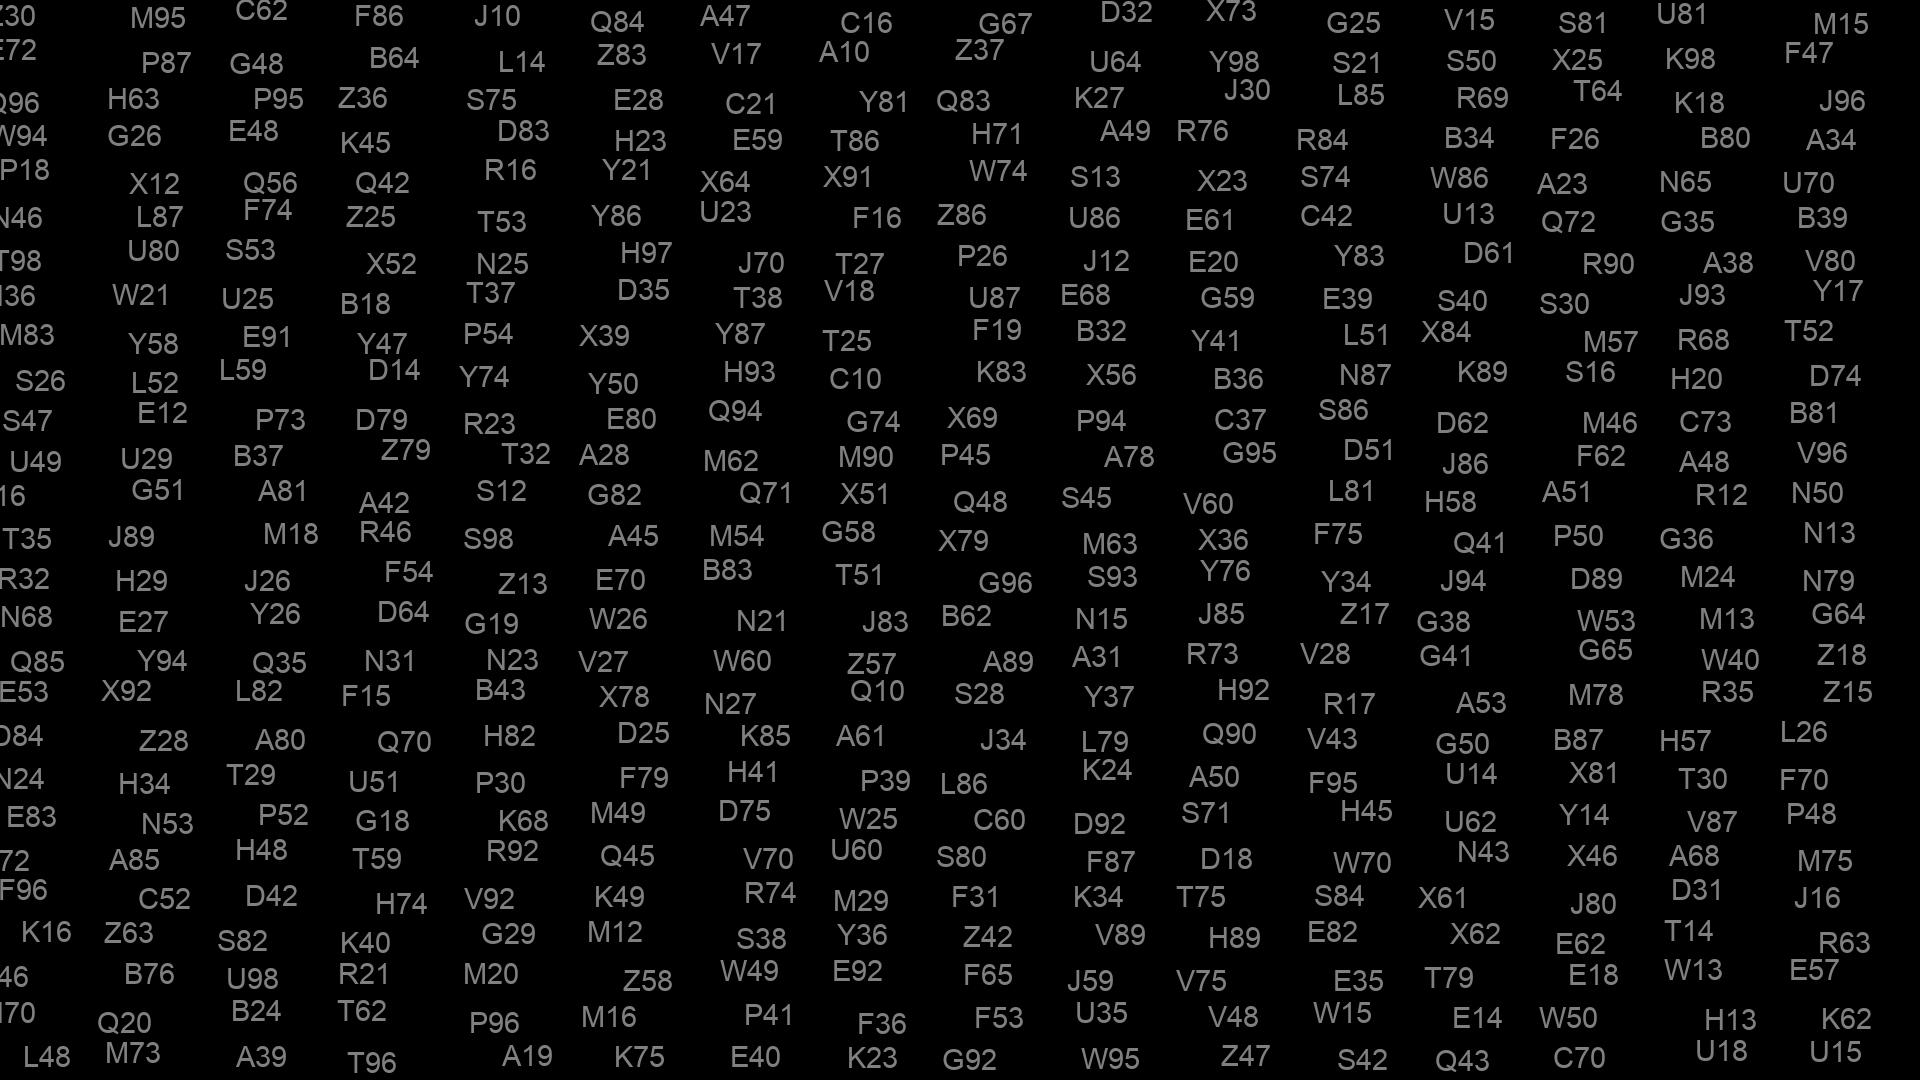 Z30 M95 C62 F86 J10 Q84 A47 C16 G67 D32 X73 G25 V15 S81 U81 M15
E72 P87 G48 B64 L14 Z83 V17 A10 Z37 U64 Y98 S21 S50 X25 K98 F47
Q96 H63 P95 Z36 S75 E28 C21 Y81 Q83 K27 J30 L85 R69 T64 K18 J96
W94 G26 E48 K45 D83 H23 E59 T86 H71 A49 R76 R84 B34 F26 B80 A34
P18 X12 Q56 Q42 R16 Y21 X64 X91 W74 S13 X23 S74 W86 A23 N65 U70
N46 L87 F74 Z25 T53 Y86 U23 F16 Z86 U86 E61 C42 U13 Q72 G35 B39
T98 U80 S53 X52 N25 H97 J70 T27 P26 J12 E20 Y83 D61 R90 A38 V80
36 W21 U25 B18 T37 D35 T38 V18 U87 E68 G59 E39 S40 S30 J93 Y17
M83 Y58 E91 Y47 P54 X39 Y87 T25 F19 B32 Y41 L51 X84 M57 R68 T52
S26 L52 L59 D14 Y74 Y50 H93 C10 K83 X56 B36 N87 K89 S16 H20 D74
S47 E12 P73 D79 R23 E80 Q94 G74 X69 P94 C37 S86 D62 M46 C73 B81
U49 U29 B37 Z79 T32 A28 M62 M90 P45 A78 G95 D51 J86 F62 A48 V96
16 G51 A81 A42 S12 G82 Q71 X51 Q48 S45 V60 L81 H58 A51 R12 N50
T35 J89 M18 R46 S98 A45 M54 G58 X79 M63 X36 F75 Q41 P50 G36 N13
R32 H29 J26 F54 Z13 E70 B83 T51 G96 S93 Y76 Y34 J94 D89 M24 N79
N68 E27 Y26 D64 G19 W26 N21 J83 B62 N15 J85 Z17 G38 W53 M13 G64
Q85 Y94 Q35 N31 N23 V27 W60 Z57 A89 A31 R73 V28 G41 G65 W40 Z18
E53 X92 L82 F15 B43 X78 N27 Q10 S28 Y37 H92 R17 A53 M78 R35 Z15
D84 Z28 A80 Q70 H82 D25 K85 A61 J34 L79 Q90 V43 G50 B87 H57 L26
N24 H34 T29 U51 P30 F79 H41 P39 L86 K24 A50 F95 U14 X81 T30 F70
E83 N53 P52 G18 K68 M49 D75 W25 C60 D92 S71 H45 U62 Y14 V87 P48
72 A85 H48 T59 R92 Q45 V70 U60 S80 F87 D18 W70 N43 X46 A68 M75
F96 C52 D42 H74 V92 K49 R74 M29 F31 K34 T75 S84 X61 J80 D31 J16
K16 Z63 S82 K40 G29 M12 S38 Y36 Z42 V89 H89 E82 X62 E62 T14 R63
46 B76 U98 R21 M20 Z58 W49 E92 F65 J59 V75 E35 T79 E18 W13 E57
70 Q20 B24 T62 P96 M16 P41 F36 F53 U35 V48 W15 E14 W50 H13 K62
L48 M73 A39 T96 A19 K75 E40 K23 G92 W95 Z47 S42 Q43 C70 U18 U15